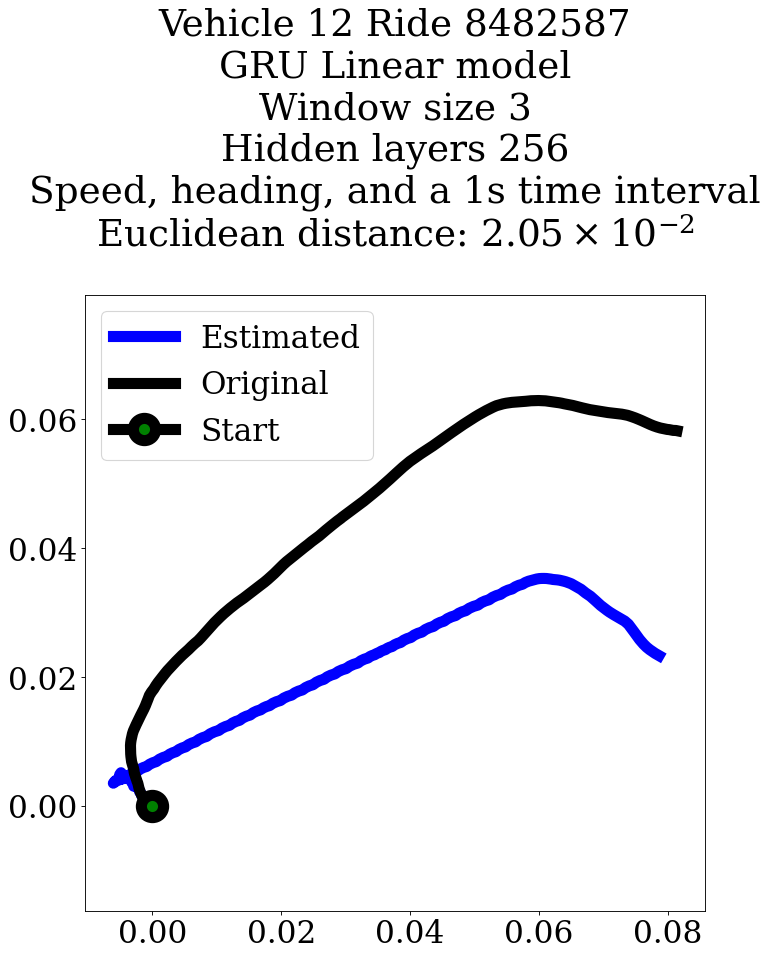 Vehicle 12 Ride 8482587
GRU Linear model
Window size 3
Hidden layers 256
Speed, heading, and a 1s time interval
Euclidean distance: 2.05 × 10⁻²
Estimated
Original
Start
0.06
0.04
0.02
0.00
0.00 0.02 0.04 0.06 0.08